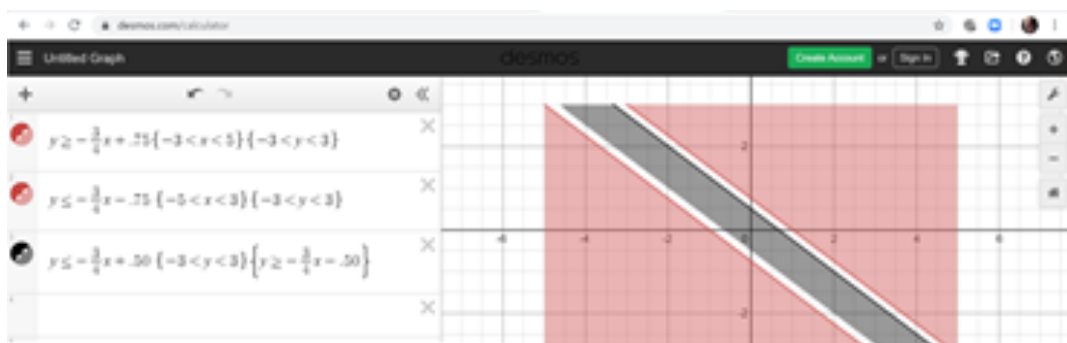 desmos.com/calculator
Untitled Graph
desmos
Create Account or Sign In
y ≥ -3/4x + .75{-3 < x < 5}{-3 < y < 3}
y ≤ -3/4x - .75 {-5 < x < 3}{-3 < y < 3}
y ≤ -3/4x + .50 {-3 < y < 3}{y ≥ -3/4x - .50}
2
-6 -4 -2 0 2 4 6
-2